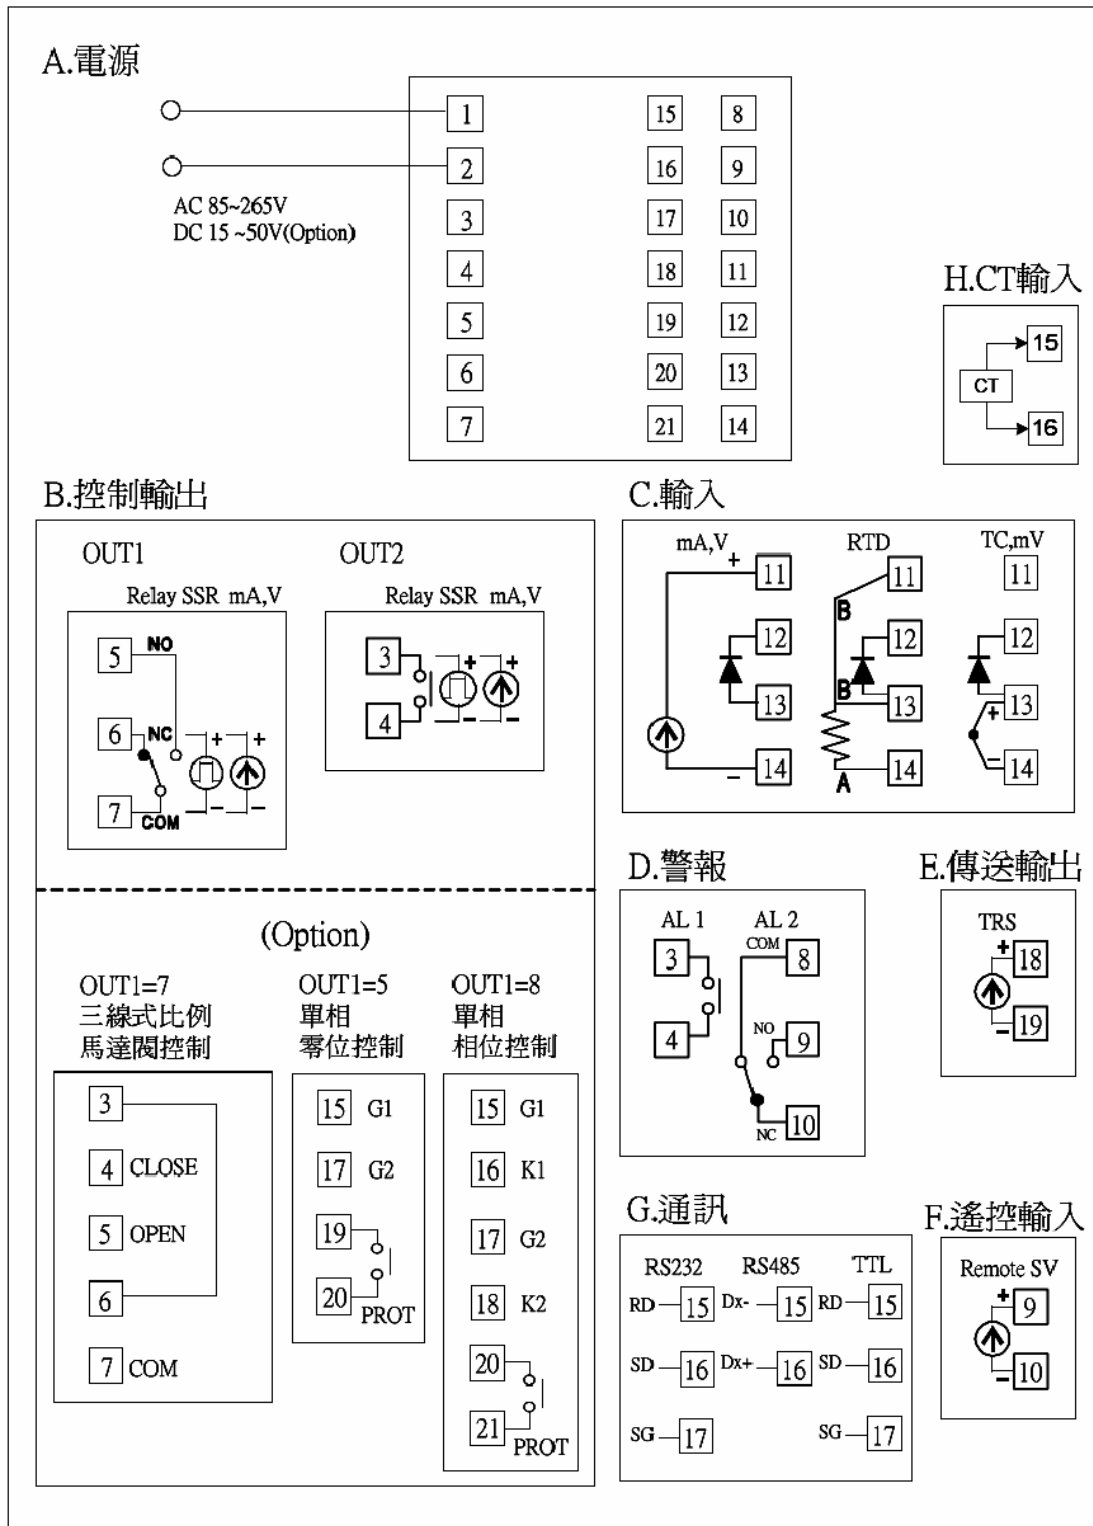 A.電源
1 15 8
2 16 9
AC 85~265V
DC 15 ~50V(Option)
3 17 10
4 18 11
5 19 12
6 20 13
7 21 14
H.CT輸入
15
CT
16
B.控制輸出
OUT1
Relay SSR mA,V
5 NO
6 NC + +
7 COM - -
OUT2
Relay SSR mA,V
3 + +
4 - -
C.輸入
mA,V RTD TC,mV
+ 11 11 11
B
12 12 12
B
13 13 + 13
- 14 A 14 - 14
(Option)
OUT1=7
三線式比例
馬達閥控制
3
4 CLOSE
5 OPEN
6
7 COM
OUT1=5
單相
零位控制
15 G1
17 G2
19
20 PROT
OUT1=8
單相
相位控制
15 G1
16 K1
17 G2
18 K2
20
21 PROT
D.警報
AL 1 AL 2
3 COM 8
4 NO 9
NC 10
E.傳送輸出
TRS
+ 18
- 19
G.通訊
RS232 RS485 TTL
RD 15 Dx- 15 RD 15
SD 16 Dx+ 16 SD 16
SG 17 SG 17
F.遙控輸入
Remote SV
+ 9
- 10